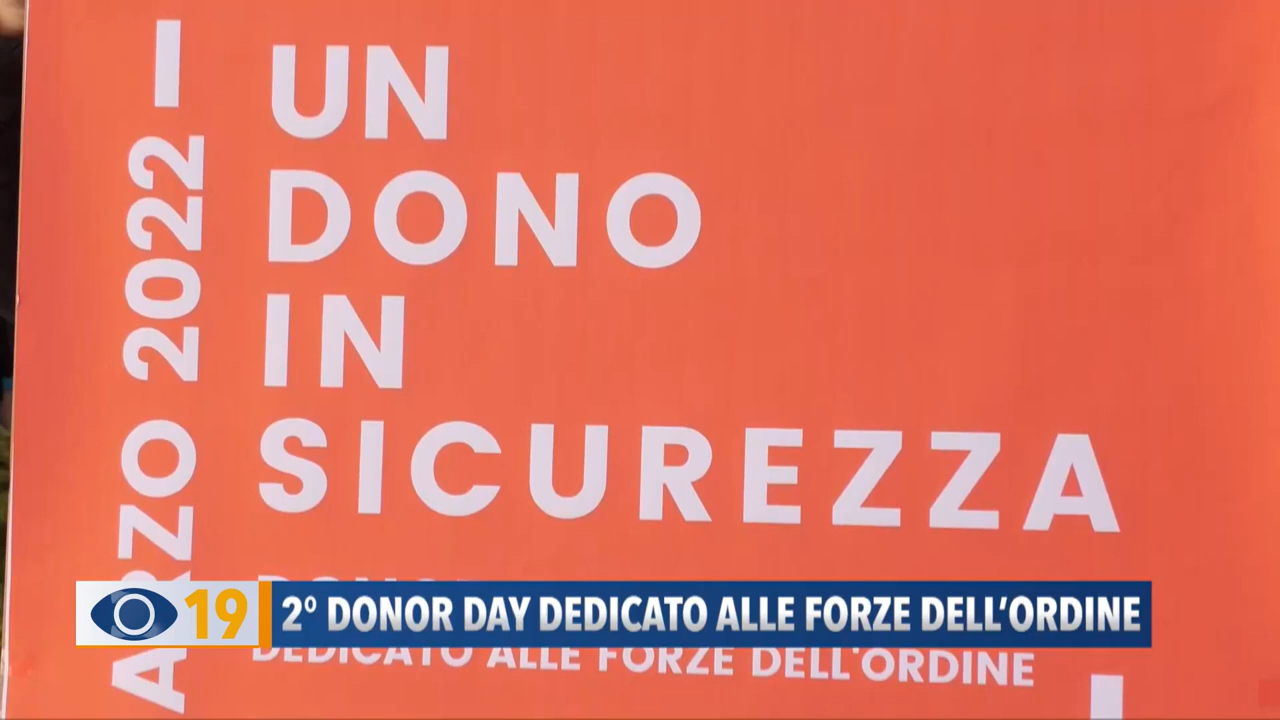 ARZO 2022
UN
DONO
IN
SICUREZZA
19
2º DONOR DAY DEDICATO ALLE FORZE DELL'ORDINE
DEDICATO ALLE FORZE DELL'ORDINE